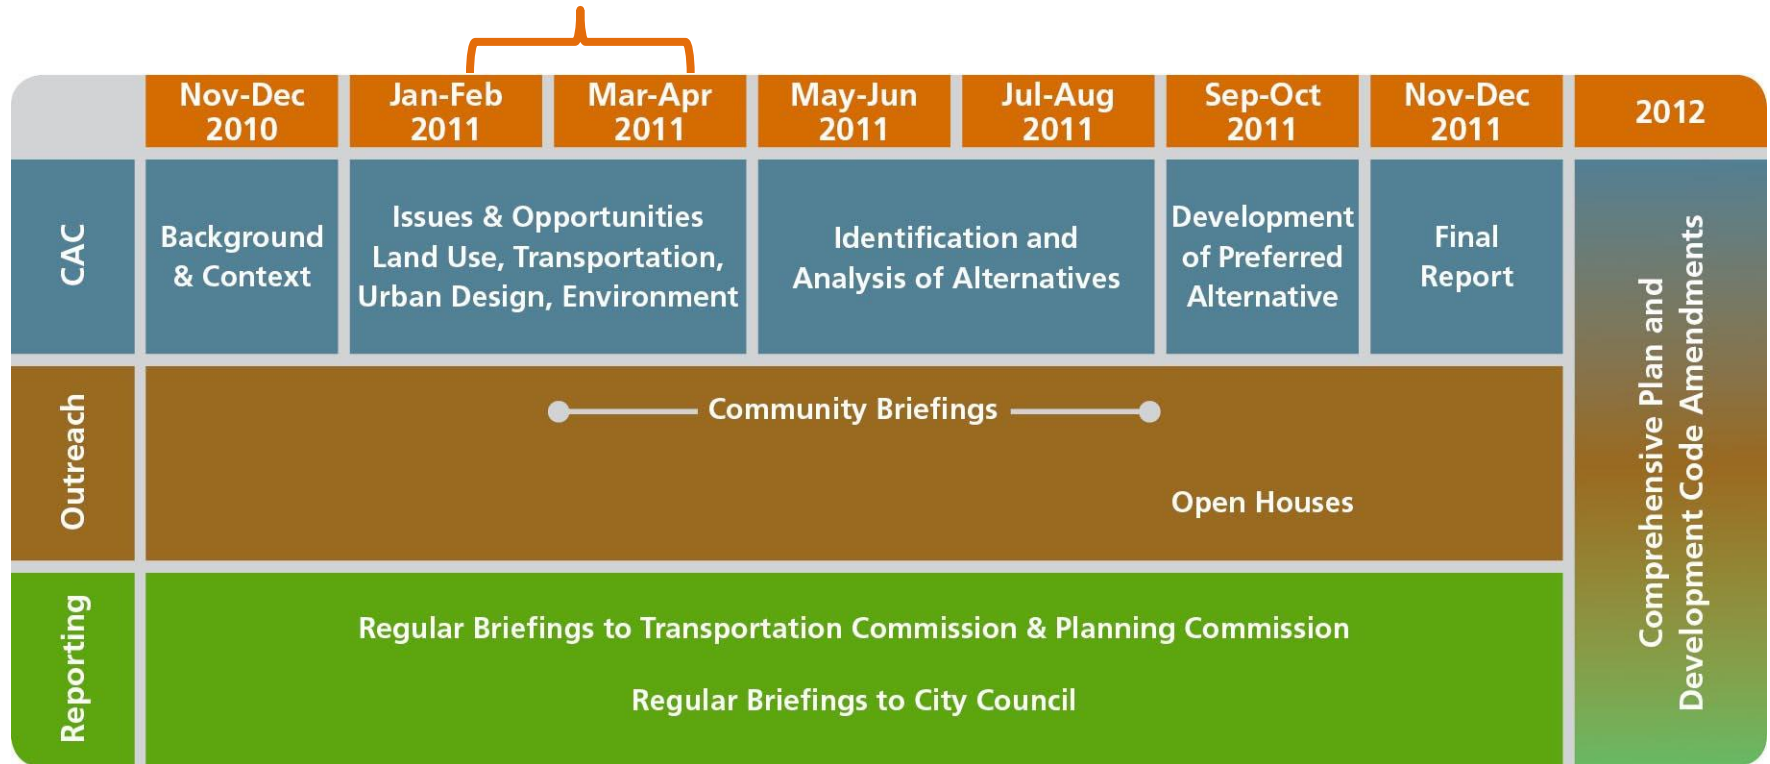 Nov-Dec
2010
Jan-Feb
2011
Mar-Apr
2011
May-Jun
2011
Jul-Aug
2011
Sep-Oct
2011
Nov-Dec
2011
2012
CAC
Background
& Context
Issues & Opportunities
Land Use, Transportation,
Urban Design, Environment
Identification and
Analysis of Alternatives
Development
of Preferred
Alternative
Final
Report
Comprehensive Plan and
Development Code Amendments
Outreach
Community Briefings
Open Houses
Reporting
Regular Briefings to Transportation Commission & Planning Commission
Regular Briefings to City Council